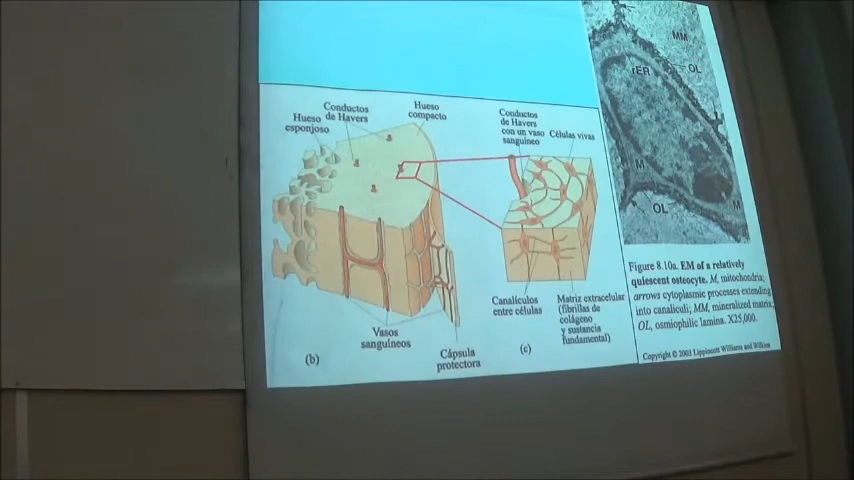 Conductos
de Havers
Hueso
esponjoso
Hueso
compacto
Vasos
sanguíneos
Cápsula
protectora
(b)
Conductos
de Havers
con un vaso
sanguíneo
Células vivas
Canalículos
entre células
Matriz extracelular
(fibrillas de
colágeno
y sustancia
fundamental)
(c)
MM
OL
rER
M
M
OL
Figure 8.10a. EM of a relatively
quiescent osteocyte. M, mitochondria;
arrows cytoplasmic processes extending
into canaliculi; MM, mineralized matrix;
OL, osmiophilic lamina. X25,000.
Copyright © 2003 Lippincott Williams and Wilkins